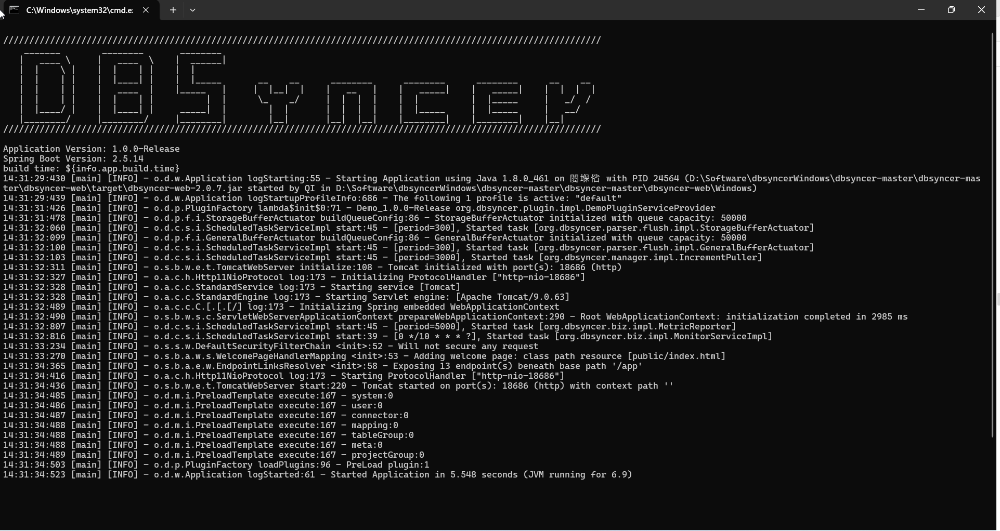 C:\Windows\system32\cmd.e
Application Version: 1.0.0-Release
Spring Boot Version: 2.5.14
build time: ${info.app.build.time}
14:31:29:430 [main] [INFO] - o.d.w.Application logStarting:55 - Starting Application using Java 1.8.0_461 on 闄堢偗 with PID 24564 (D:\Software\dbsyncerWindows\dbsyncer-master\dbsyncer-mas
ter\dbsyncer-web\target\dbsyncer-web-2.0.7.jar started by QI in D:\Software\dbsyncerWindows\dbsyncer-master\dbsyncer-master\dbsyncer-web\Windows)
14:31:29:439 [main] [INFO] - o.d.w.Application logStartupProfileInfo:686 - The following 1 profile is active: "default"
14:31:31:426 [main] [INFO] - o.d.p.PluginFactory lambda$init$0:71 - Demo_1.0.0-Release org.dbsyncer.plugin.impl.DemoPluginServiceProvider
14:31:31:478 [main] [INFO] - o.d.p.f.i.StorageBufferActuator buildQueueConfig:86 - StorageBufferActuator initialized with queue capacity: 50000
14:31:32:060 [main] [INFO] - o.d.c.s.i.ScheduledTaskServiceImpl start:45 - [period=300], Started task [org.dbsyncer.parser.flush.impl.StorageBufferActuator]
14:31:32:099 [main] [INFO] - o.d.p.f.i.GeneralBufferActuator buildQueueConfig:86 - GeneralBufferActuator initialized with queue capacity: 50000
14:31:32:100 [main] [INFO] - o.d.c.s.i.ScheduledTaskServiceImpl start:45 - [period=300], Started task [org.dbsyncer.parser.flush.impl.GeneralBufferActuator]
14:31:32:103 [main] [INFO] - o.d.c.s.i.ScheduledTaskServiceImpl start:45 - [period=3000], Started task [org.dbsyncer.manager.impl.IncrementPuller]
14:31:32:311 [main] [INFO] - o.s.b.w.e.t.TomcatWebServer initialize:108 - Tomcat initialized with port(s): 18686 (http)
14:31:32:327 [main] [INFO] - o.a.c.h.Http11NioProtocol log:173 - Initializing ProtocolHandler ["http-nio-18686"]
14:31:32:328 [main] [INFO] - o.a.c.c.StandardService log:173 - Starting service [Tomcat]
14:31:32:328 [main] [INFO] - o.a.c.c.StandardEngine log:173 - Starting Servlet engine: [Apache Tomcat/9.0.63]
14:31:32:489 [main] [INFO] - o.a.c.c.C.[.[.[/] log:173 - Initializing Spring embedded WebApplicationContext
14:31:32:490 [main] [INFO] - o.s.b.w.s.c.ServletWebServerApplicationContext prepareWebApplicationContext:290 - Root WebApplicationContext: initialization completed in 2985 ms
14:31:32:807 [main] [INFO] - o.d.c.s.i.ScheduledTaskServiceImpl start:45 - [period=5000], Started task [org.dbsyncer.biz.impl.MetricReporter]
14:31:32:816 [main] [INFO] - o.d.c.s.i.ScheduledTaskServiceImpl start:39 - [0 */10 * * * ?], Started task [org.dbsyncer.biz.impl.MonitorServiceImpl]
14:31:33:234 [main] [INFO] - o.s.s.w.DefaultSecurityFilterChain <init>:52 - Will not secure any request
14:31:33:270 [main] [INFO] - o.s.b.a.w.s.WelcomePageHandlerMapping <init>:53 - Adding welcome page: class path resource [public/index.html]
14:31:34:365 [main] [INFO] - o.s.b.a.e.w.EndpointLinksResolver <init>:58 - Exposing 13 endpoint(s) beneath base path '/app'
14:31:34:416 [main] [INFO] - o.a.c.h.Http11NioProtocol log:173 - Starting ProtocolHandler ["http-nio-18686"]
14:31:34:436 [main] [INFO] - o.s.b.w.e.t.TomcatWebServer start:220 - Tomcat started on port(s): 18686 (http) with context path ''
14:31:34:485 [main] [INFO] - o.d.m.i.PreloadTemplate execute:167 - system:0
14:31:34:486 [main] [INFO] - o.d.m.i.PreloadTemplate execute:167 - user:0
14:31:34:487 [main] [INFO] - o.d.m.i.PreloadTemplate execute:167 - connector:0
14:31:34:488 [main] [INFO] - o.d.m.i.PreloadTemplate execute:167 - mapping:0
14:31:34:488 [main] [INFO] - o.d.m.i.PreloadTemplate execute:167 - tableGroup:0
14:31:34:488 [main] [INFO] - o.d.m.i.PreloadTemplate execute:167 - meta:0
14:31:34:489 [main] [INFO] - o.d.m.i.PreloadTemplate execute:167 - projectGroup:0
14:31:34:503 [main] [INFO] - o.d.p.PluginFactory loadPlugins:96 - PreLoad plugin:1
14:31:34:523 [main] [INFO] - o.d.w.Application logStarted:61 - Started Application in 5.548 seconds (JVM running for 6.9)